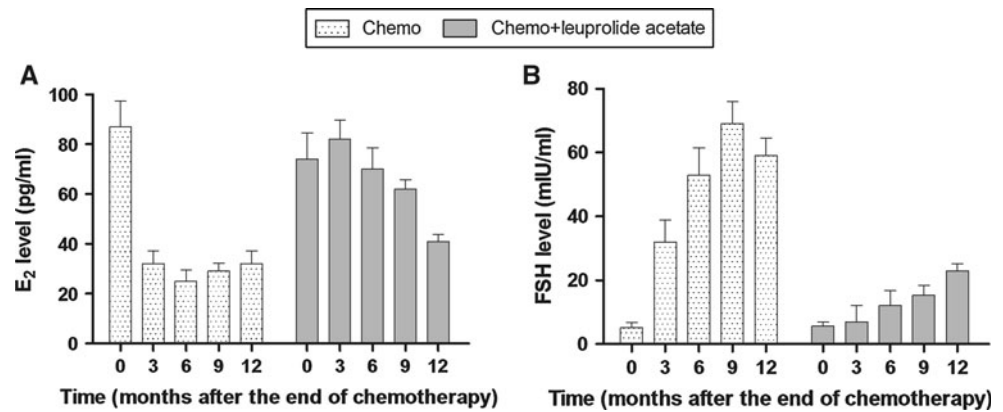 Chemo
Chemo+leuprolide acetate
A
E₂ level (pg/ml)
100
80
60
40
20
0
0 3 6 9 12 0 3 6 9 12
Time (months after the end of chemotherapy)
B
FSH level (mIU/ml)
80
60
40
20
0
0 3 6 9 12 0 3 6 9 12
Time (months after the end of chemotherapy)